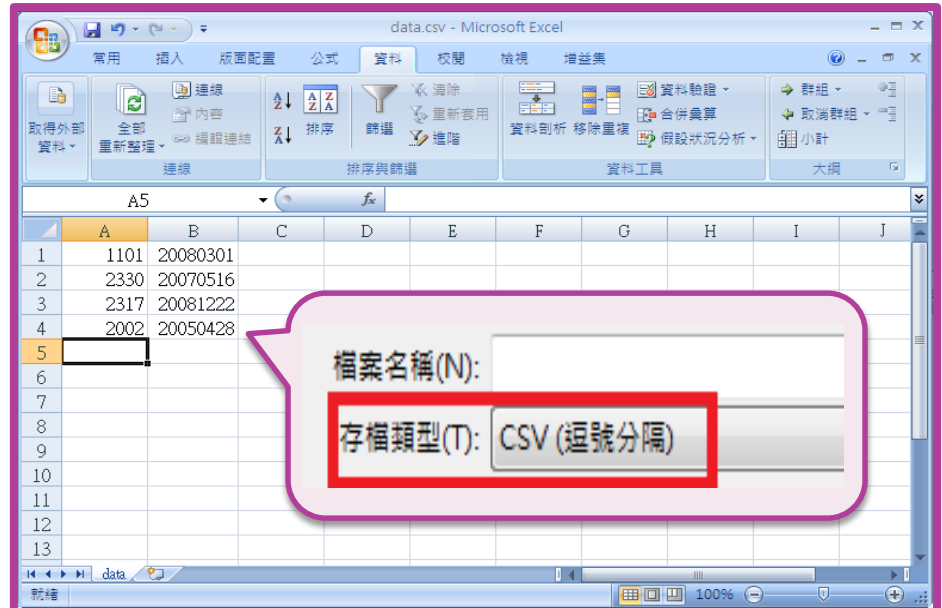 data.csv - Microsoft Excel
常用 插入 版面配置 公式 資料 校閱 檢視 增益集
取得外部資料
全部重新整理
連線
內容
編輯連結
連線
排序
篩選
清除
重新套用
進階
排序與篩選
資料剖析
移除重複
資料驗證
合併彙算
假設狀況分析
資料工具
群組
取消群組
小計
大綱
A5 fx
A B C D E F G H I J
1 1101 20080301
2 2330 20070516
3 2317 20081222
4 2002 20050428
5
6
7
8
9
10
11
12
13
檔案名稱(N):
存檔類型(T): CSV (逗號分隔)
data
就緒 100%